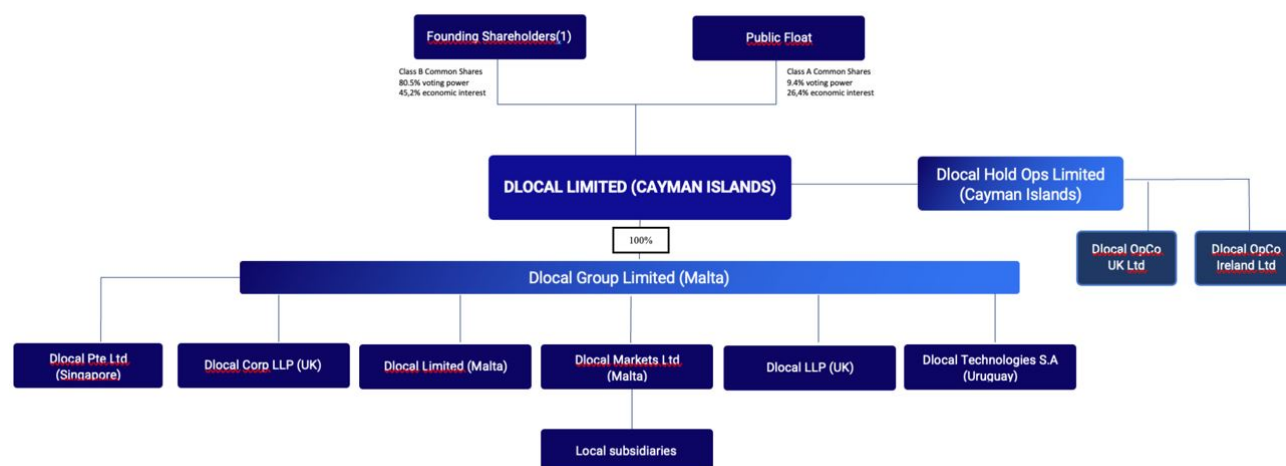 Founding Shareholders(1)
Public Float
Class B Common Shares
80.5% voting power
45,2% economic interest
Class A Common Shares
9.4% voting power
26,4% economic interest
DLOCAL LIMITED (CAYMAN ISLANDS)
Dlocal Hold Ops Limited
(Cayman Islands)
100%
Dlocal OpCo
UK Ltd
Dlocal OpCo
Ireland Ltd
Dlocal Group Limited (Malta)
Dlocal Pte Ltd
(Singapore)
Dlocal Corp LLP (UK)
Dlocal Limited (Malta)
Dlocal Markets Ltd
(Malta)
Dlocal LLP (UK)
Dlocal Technologies S.A
(Uruguay)
Local subsidiaries